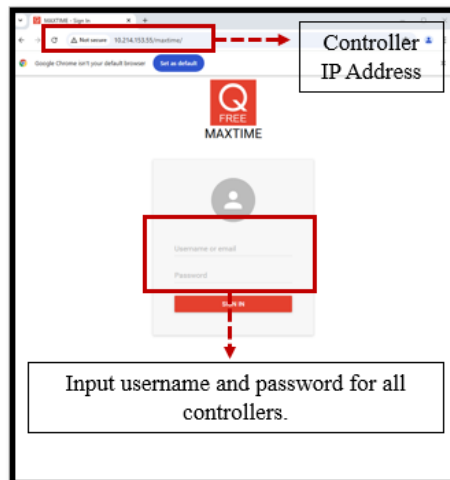 MAXTIME - Sign In
Not secure 10.214.153.55/maxtime/
Google Chrome isn't your default browser Set as default
Controller
IP Address
Q
FREE
MAXTIME
Username or email
Password
SIGN IN
Input username and password for all
controllers.